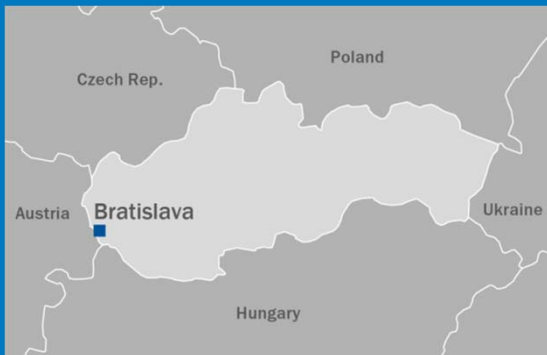 Poland
Czech Rep.
Austria
Bratislava
Ukraine
Hungary